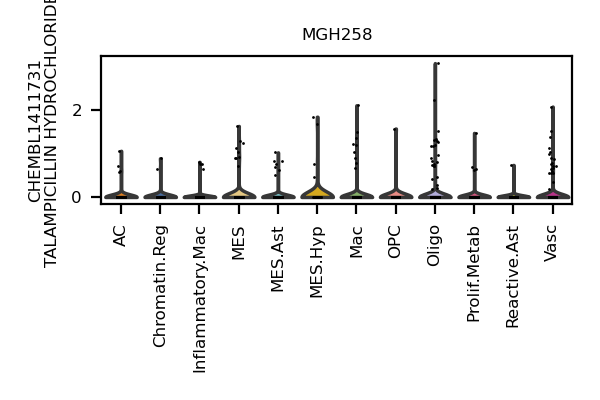 MGH258
CHEMBL1411731
TALAMPICILLIN HYDROCHLORIDE
2
0
AC
Chromatin.Reg
Inflammatory.Mac
MES
MES.Ast
MES.Hyp
Mac
OPC
Oligo
Prolif.Metab
Reactive.Ast
Vasc